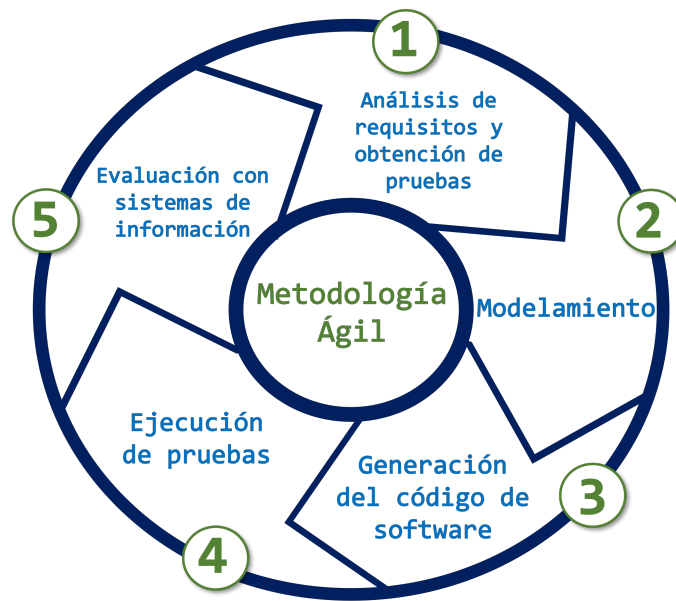 1
Análisis de
requisitos y
obtención de
pruebas
2
Modelamiento
3
Generación
del código de
software
4
Ejecución
de pruebas
5
Evaluación con
sistemas de
información
Metodología
Ágil